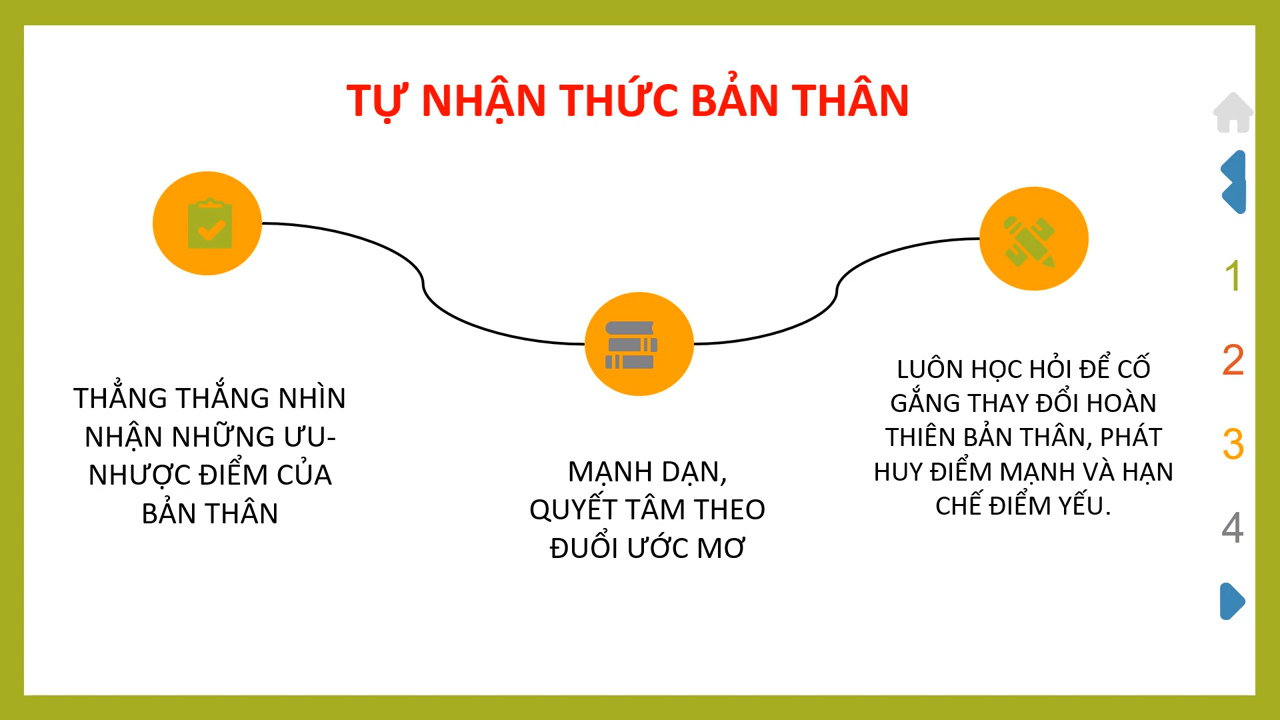 TỰ NHẬN THỨC BẢN THÂN
THẲNG THẮNG NHÌN
NHẬN NHỮNG ƯU-
NHƯỢC ĐIỂM CỦA
BẢN THÂN
MẠNH DẠN,
QUYẾT TÂM THEO
ĐUỔI ƯỚC MƠ
LUÔN HỌC HỎI ĐỂ CỐ
GẮNG THAY ĐỔI HOÀN
THIÊN BẢN THÂN, PHÁT
HUY ĐIỂM MẠNH VÀ HẠN
CHẾ ĐIỂM YẾU.
1
2
3
4